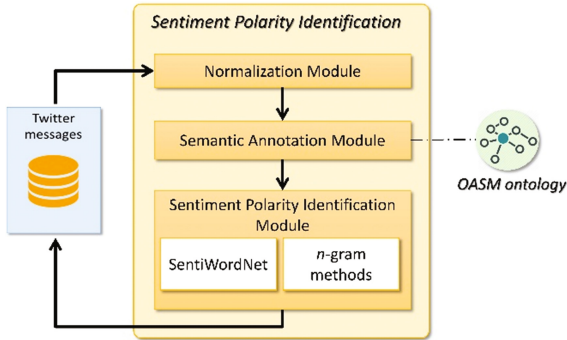 Sentiment Polarity Identification
Normalization Module
Twitter
messages
Semantic Annotation Module
OASM ontology
Sentiment Polarity Identification
Module
SentiWordNet
n-gram
methods